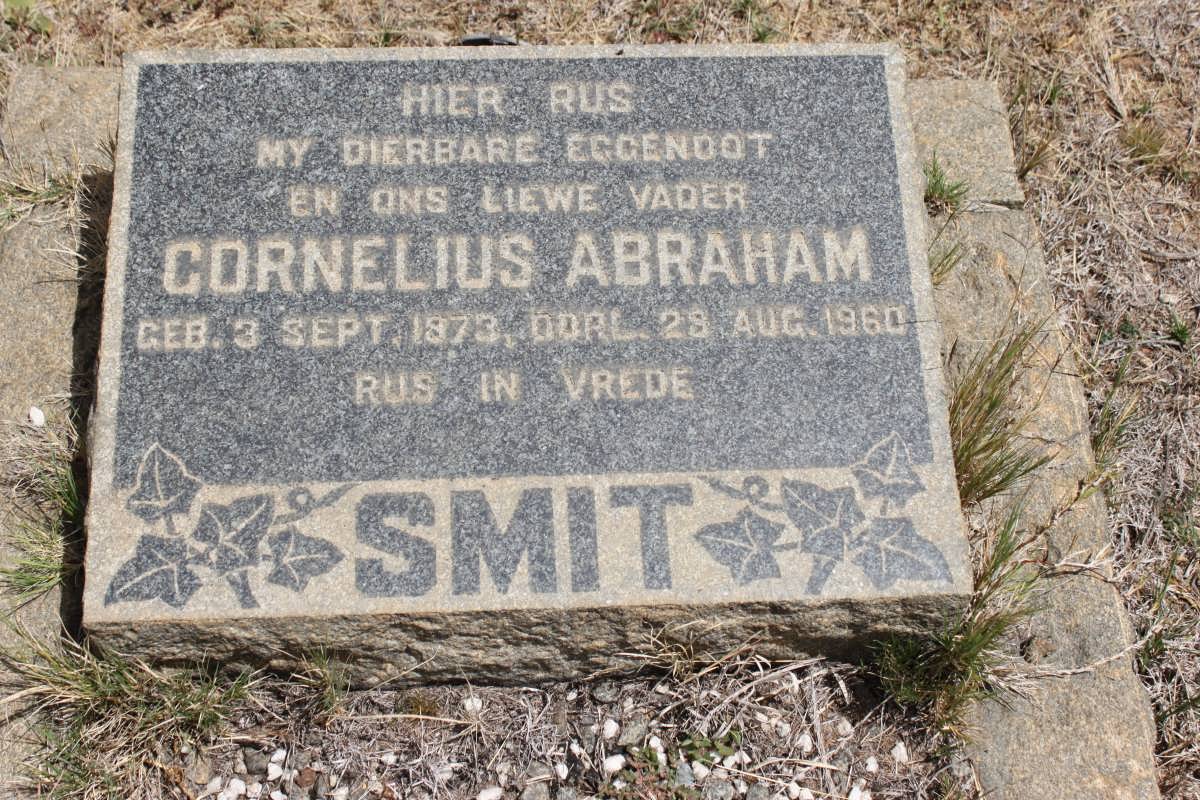 HIER RUS
MY DIERBARE EGGENOOT
EN ONS LIEWE VADER
CORNELIUS ABRAHAM
GEB. 3 SEPT. 1873, OORL. 28 AUG. 1960
RUS IN VREDE
SMIT